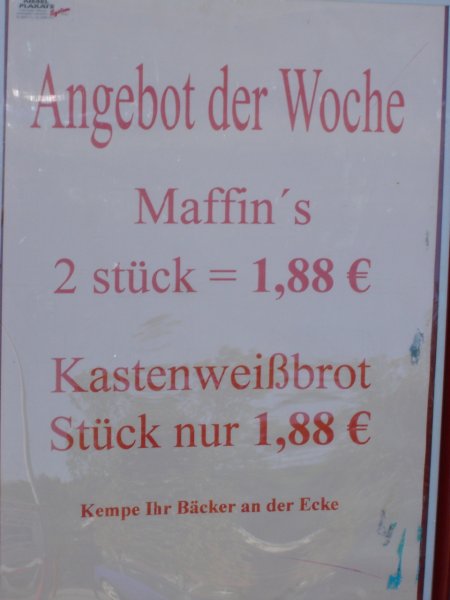 PLAKATE
Angebot der Woche
Maffin´s
2 stück = 1,88 €
Kastenweißbrot
Stück nur 1,88 €
Kempe Ihr Bäcker an der Ecke